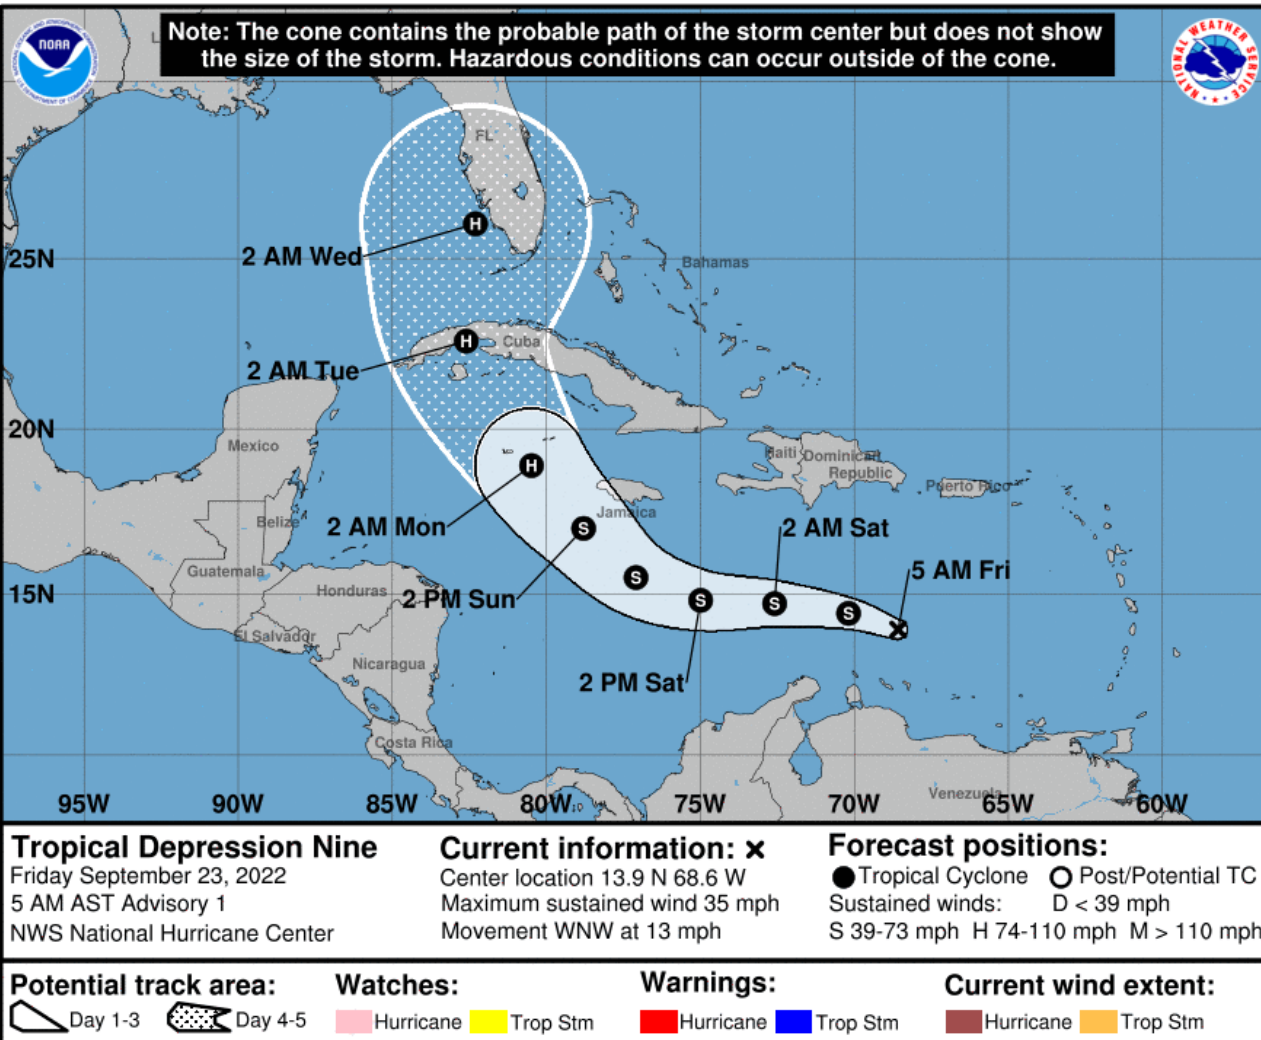 Note: The cone contains the probable path of the storm center but does not show
the size of the storm. Hazardous conditions can occur outside of the cone.
NOAA
NATIONAL WEATHER SERVICE
FL
2 AM Wed
25N
Bahamas
2 AM Tue
Cuba
20N
Mexico
Haiti
Dominican
Republic
Puerto Rico
Jamaica
2 AM Mon
2 AM Sat
Belize
Guatemala
5 AM Fri
15N
Honduras
2 PM Sun
El Salvador
Nicaragua
2 PM Sat
Costa Rica
Venezuela
95W 90W 85W 80W 75W 70W 65W 60W
H
H
H
S
S
S
S
S
Tropical Depression Nine
Friday September 23, 2022
5 AM AST Advisory 1
NWS National Hurricane Center
Current information: x
Center location 13.9 N 68.6 W
Maximum sustained wind 35 mph
Movement WNW at 13 mph
Forecast positions:
Tropical Cyclone Post/Potential TC
Sustained winds: D < 39 mph
S 39-73 mph H 74-110 mph M > 110 mph
Potential track area:
Day 1-3 Day 4-5
Watches:
Hurricane Trop Stm
Warnings:
Hurricane Trop Stm
Current wind extent:
Hurricane Trop Stm